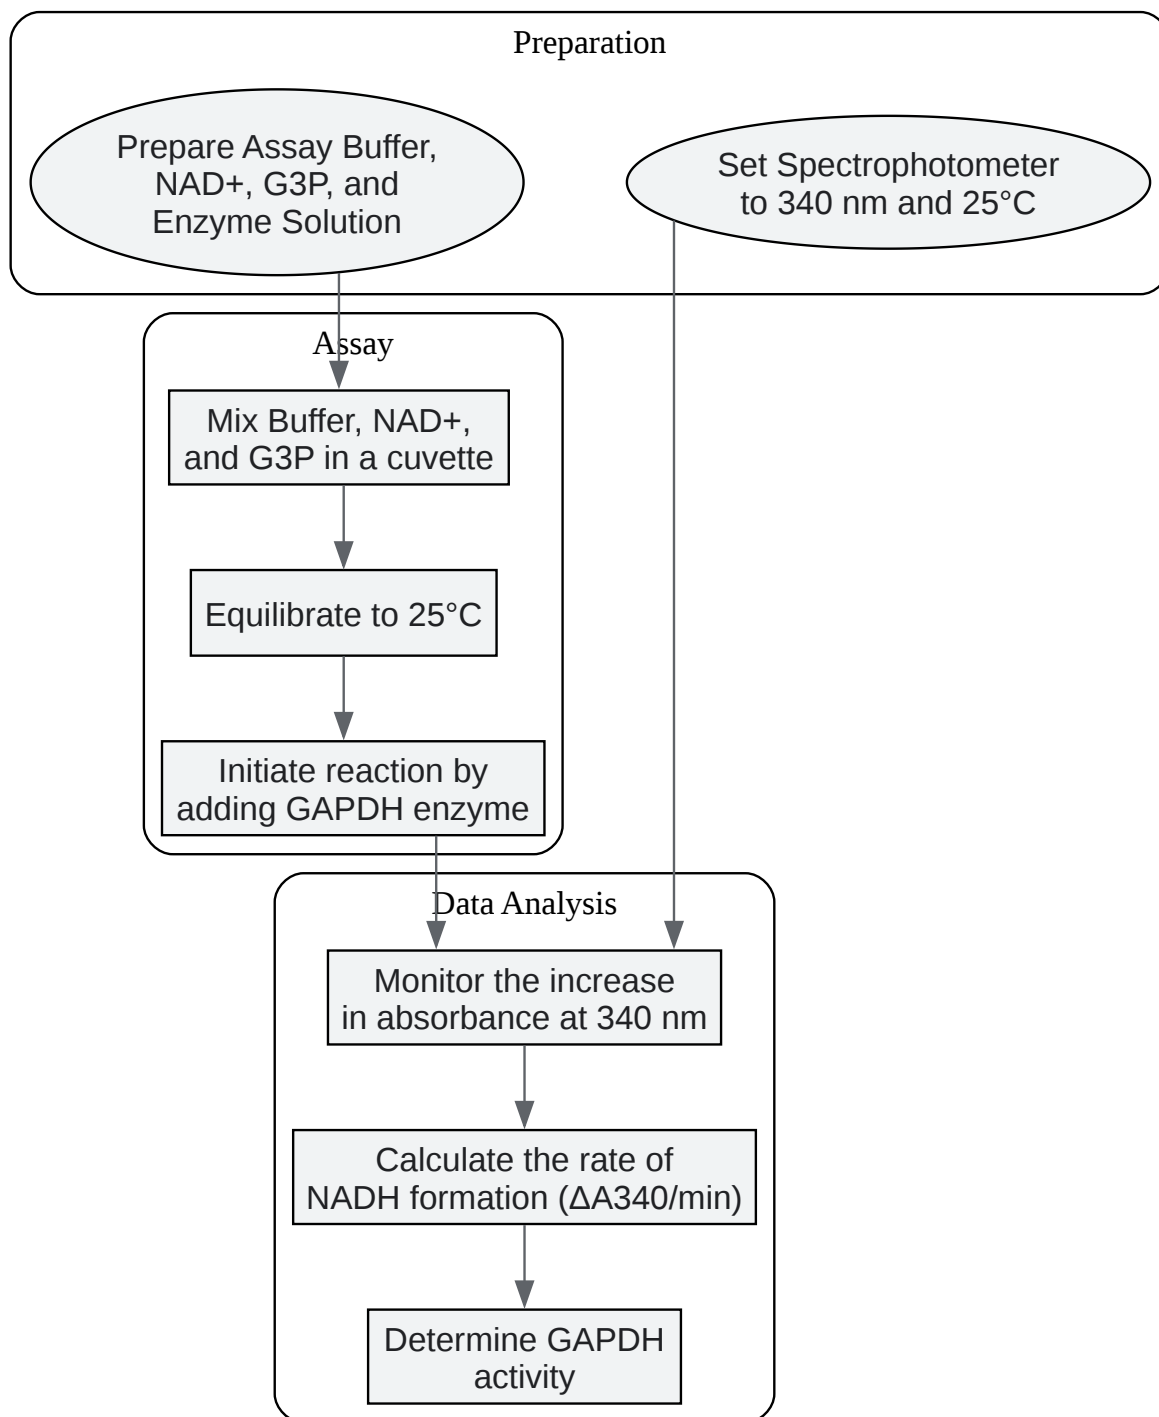 Preparation
Prepare Assay Buffer,
NAD+, G3P, and
Enzyme Solution
Set Spectrophotometer
to 340 nm and 25°C
Assay
Mix Buffer, NAD+,
and G3P in a cuvette
Equilibrate to 25°C
Initiate reaction by
adding GAPDH enzyme
Data Analysis
Monitor the increase
in absorbance at 340 nm
Calculate the rate of
NADH formation (ΔA340/min)
Determine GAPDH
activity